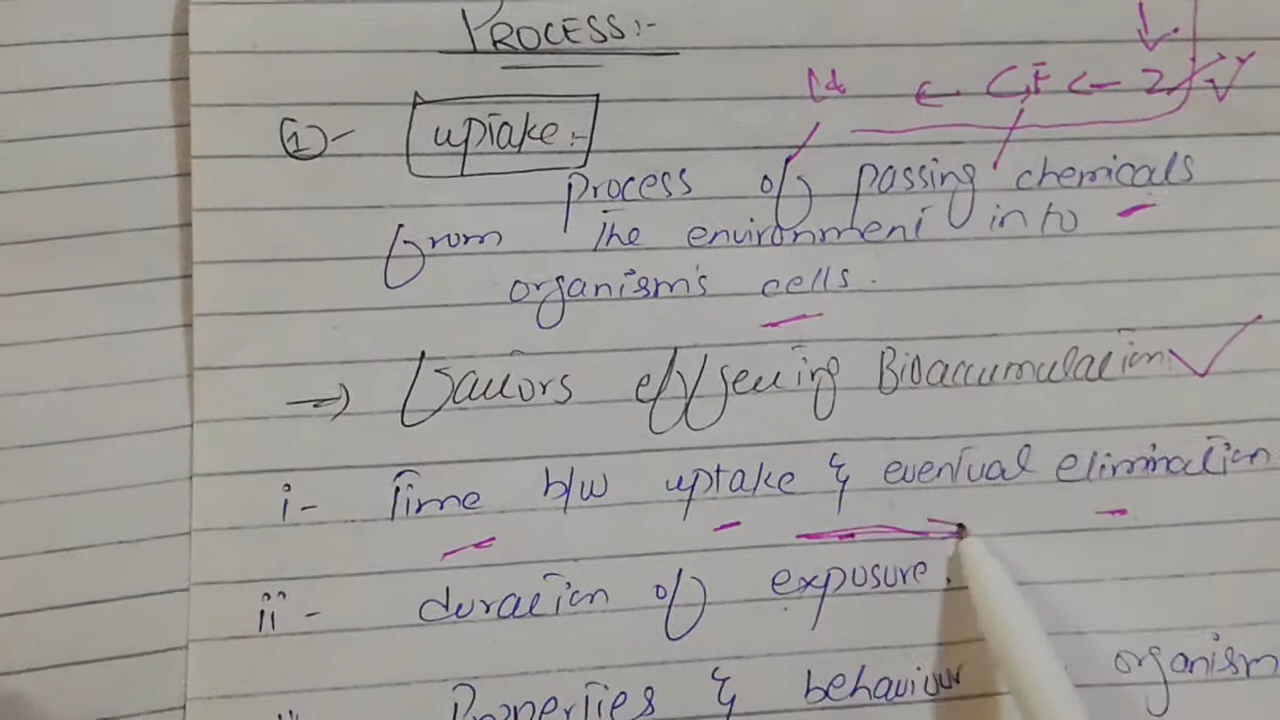 PROCESS:-
(1)- uptake:-
process of passing chemicals
from the environment into
organism's cells.
→ factors effecting Bioaccumulation
i- Time b/w uptake & eventual elimination
ii- duration of exposure.
Properties & behaviour organism